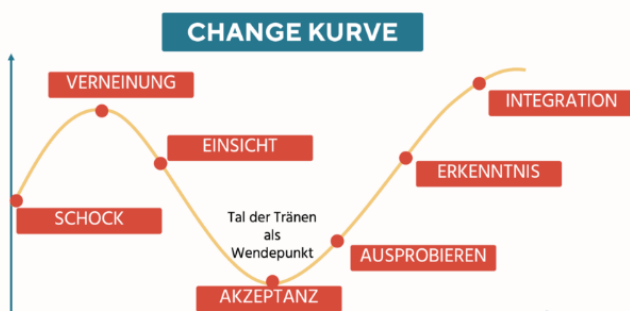 CHANGE KURVE
VERNEINUNG
INTEGRATION
EINSICHT
ERKENNTNIS
SCHOCK
Tal der Tränen
als
Wendepunkt
AUSPROBIEREN
AKZEPTANZ